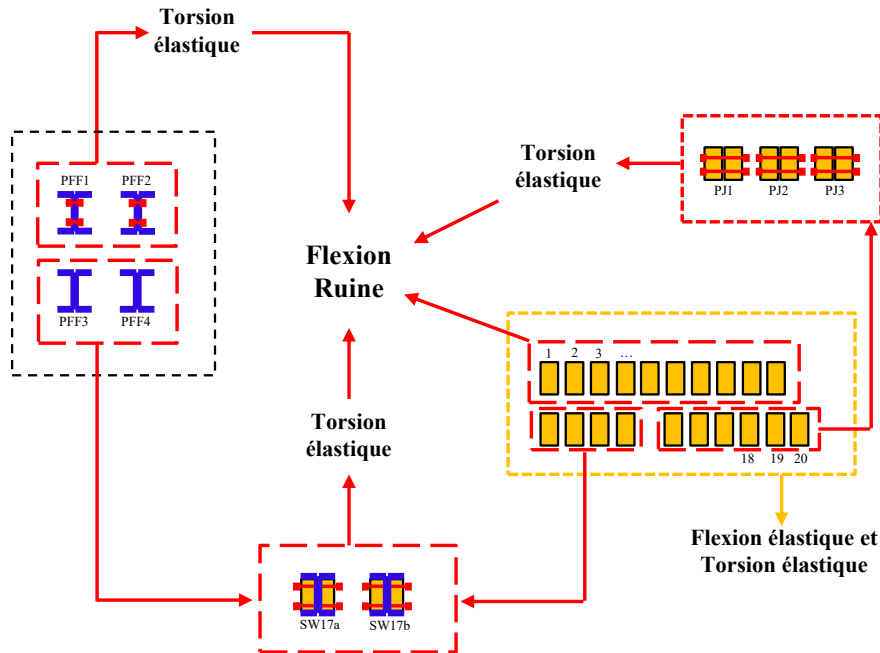 Torsion
élastique
PFF1 PFF2
PFF3 PFF4
Torsion
élastique
PJ1 PJ2 PJ3
Flexion
Ruine
1 2 3 ...
18 19 20
Torsion
élastique
Flexion élastique et
Torsion élastique
SW17a SW17b